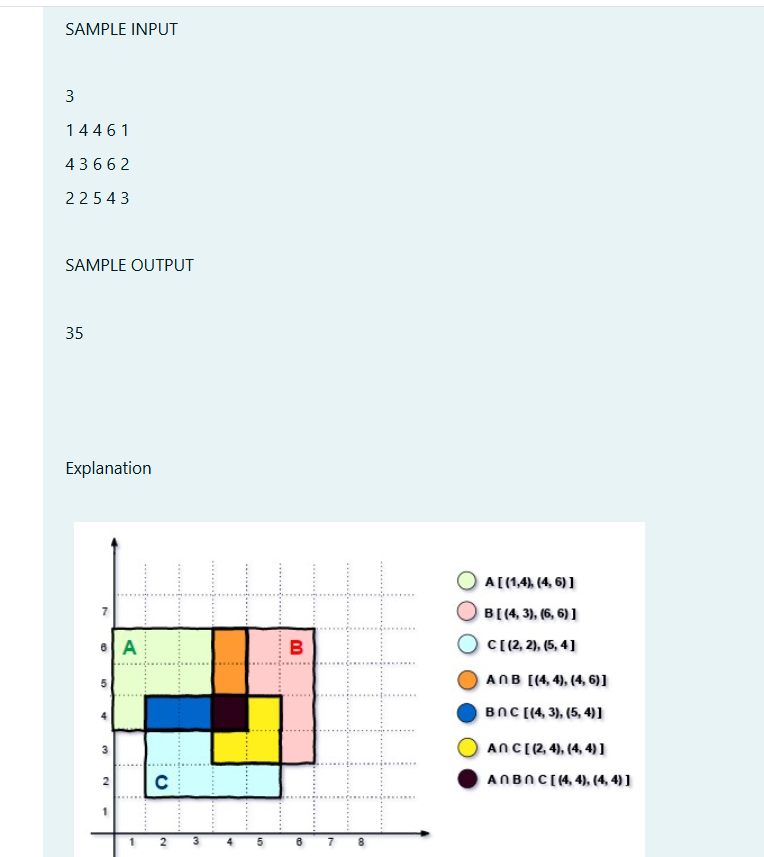 SAMPLE INPUT
3
1 4 4 6 1
4 3 6 6 2
2 2 5 4 3
SAMPLE OUTPUT
35
Explanation
7
6
5
4
3
2
1
1 2 3 4 5 6 7 8
A
B
C
A [ (1,4), (4, 6) ]
B [ (4, 3), (6, 6) ]
C [ (2, 2), (5, 4 ]
A ∩ B [(4, 4), (4, 6)]
B ∩ C [(4, 3), (5, 4)]
A ∩ C [ (2, 4), (4, 4) ]
A ∩ B ∩ C [ (4, 4), (4, 4) ]